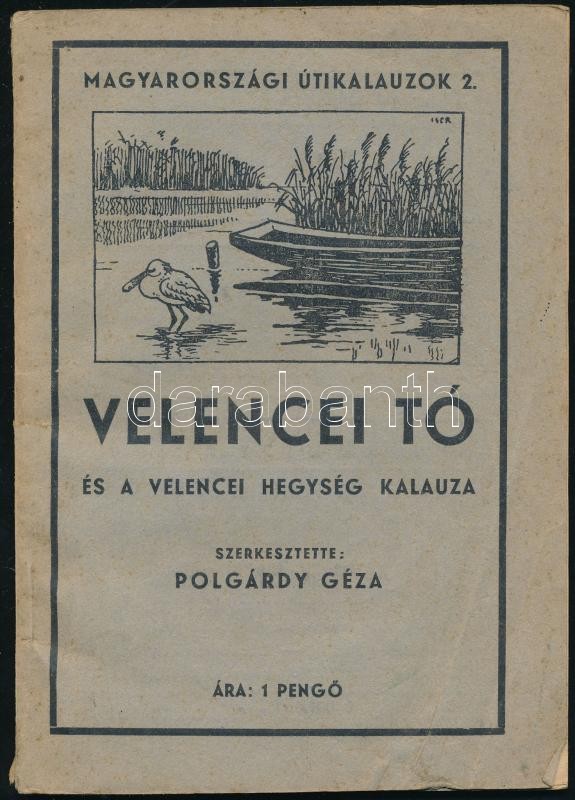 MAGYARORSZÁGI ÚTIKALAUZOK 2.
VELENCEI TÓ
darabanth
ÉS A VELENCEI HEGYSÉG KALAUZA
SZERKESZTETTE:
POLGÁRDY GÉZA
ÁRA: 1 PENGŐ